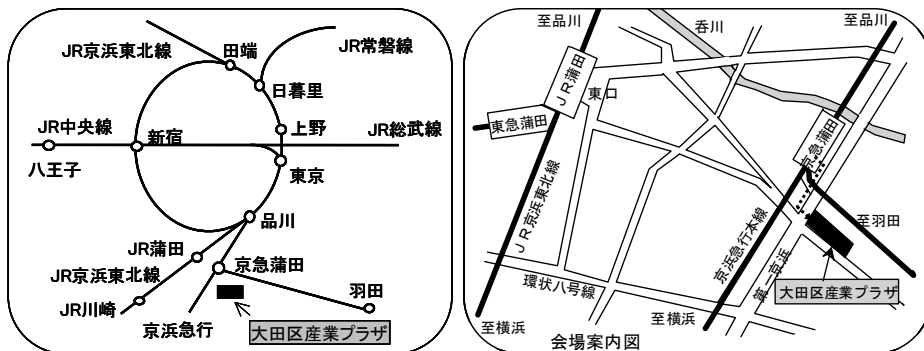 JR京浜東北線
田端
JR常磐線
日暮里
JR中央線
新宿
上野
JR総武線
八王子
東京
品川
JR蒲田
JR京浜東北線
京急蒲田
羽田
JR川崎
京浜急行
大田区産業プラザ
至品川
呑川
至品川
JR蒲田
東口
東急蒲田
京急蒲田
JR京浜東北線
京浜急行本線
至羽田
第一京浜
環状八号線
大田区産業プラザ
至横浜
至横浜
会場案内図